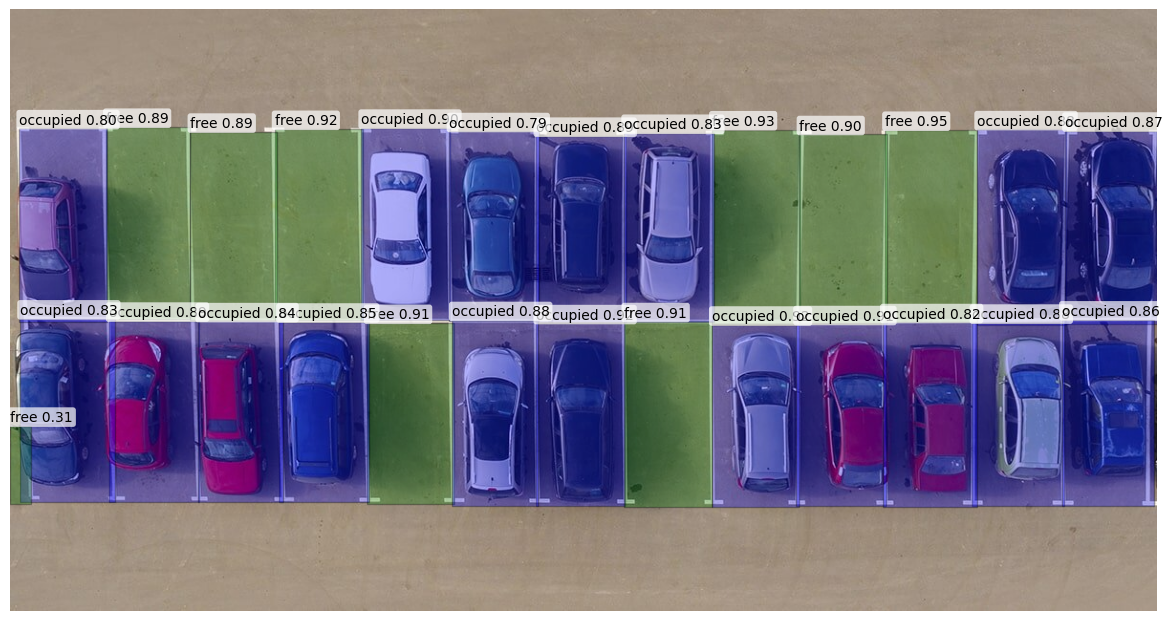 occupied 0.80
0.89
free 0.89
free 0.92
occupied
occupied 0.79
occupied 0.83
0.93
free 0.90
free 0.95
occupied
occupied 0.87
occupied 0.83
occupied 0.84
0.85
0.91
occupied 0.88
free 0.91
occupied
occupied 0.82
occupied 0.86
free 0.31